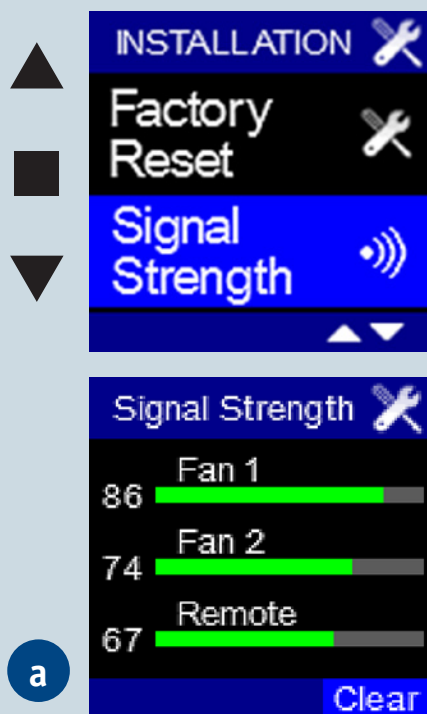 INSTALLATION
Factory
Reset
Signal
Strength
Signal Strength
Fan 1
86
Fan 2
74
Remote
67
a
Clear